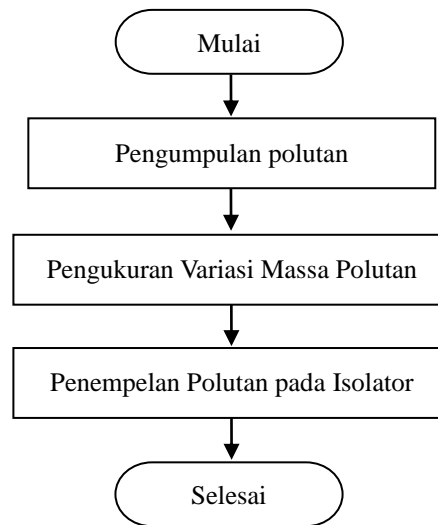 Mulai
Pengumpulan polutan
Pengukuran Variasi Massa Polutan
Penempelan Polutan pada Isolator
Selesai